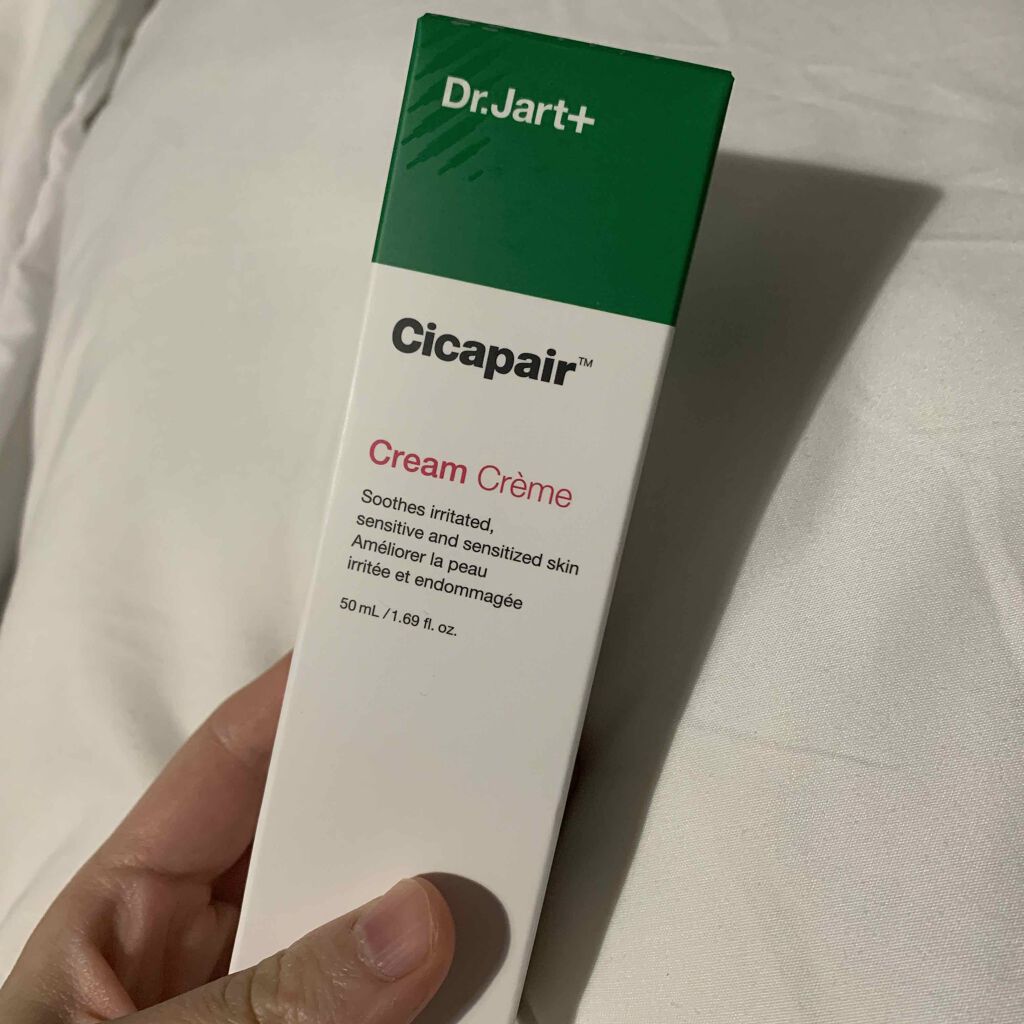 Dr.Jart+
Cicapair™
Cream Crème
Soothes irritated,
sensitive and sensitized skin
Améliorer la peau
irritée et endommagée
50 mL / 1.69 fl. oz.